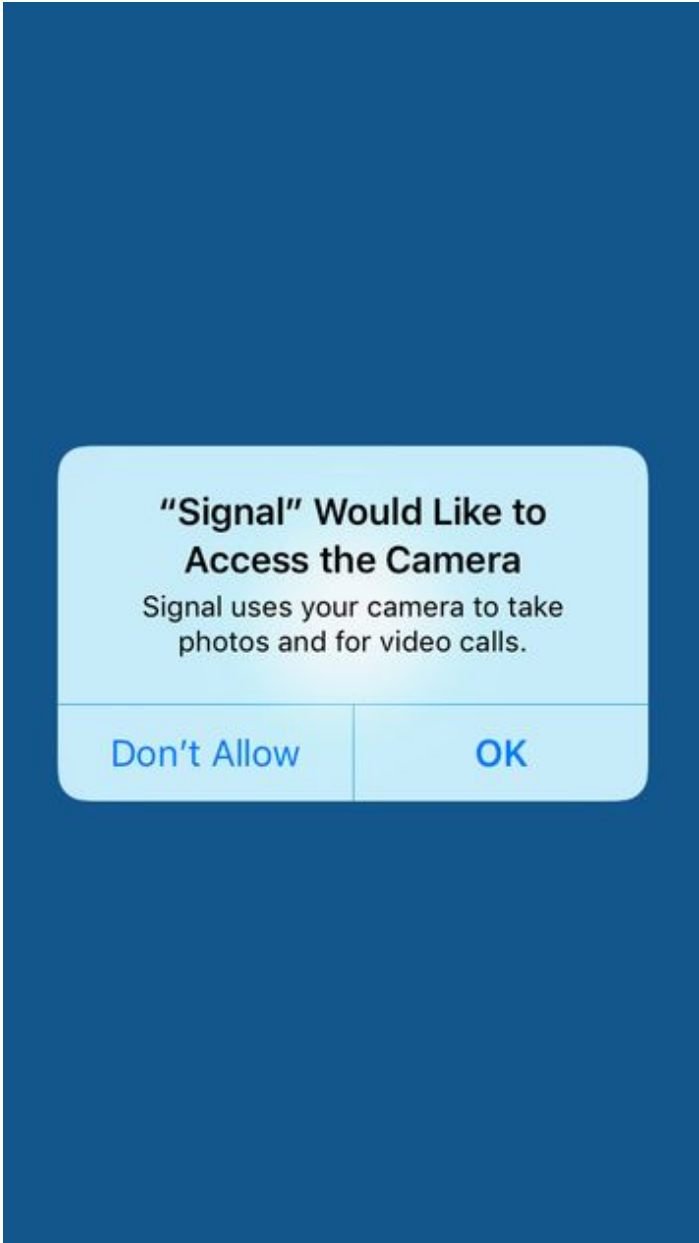 “Signal” Would Like to
Access the Camera
Signal uses your camera to take
photos and for video calls.
Don’t Allow
OK